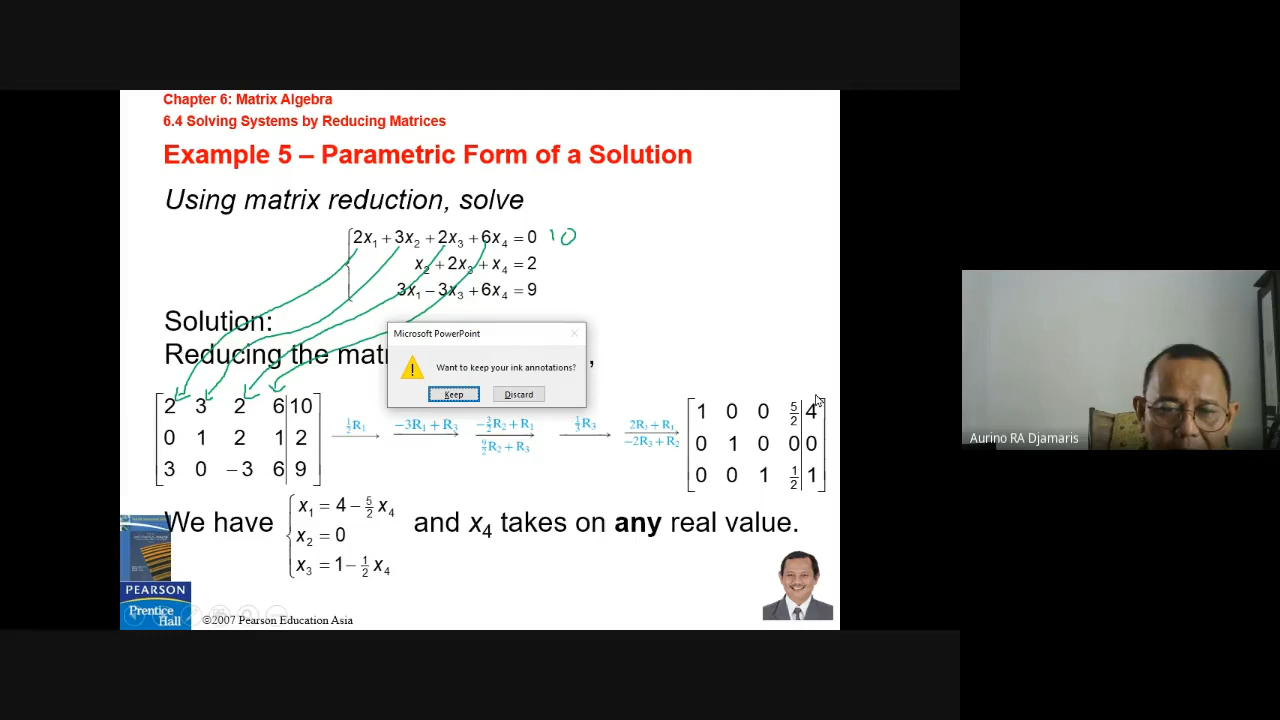 Chapter 6: Matrix Algebra
6.4 Solving Systems by Reducing Matrices
Example 5 – Parametric Form of a Solution
Using matrix reduction, solve
2x₁ + 3x₂ + 2x₃ + 6x₄ = 0 10
x₂ + 2x₃ + x₄ = 2
3x₁ − 3x₃ + 6x₄ = 9
Solution:
Reducing the mat ,
Microsoft PowerPoint
Want to keep your ink annotations?
Keep Discard
2 3 2 6 10
0 1 2 1 2
3 0 −3 6 9
½R₁ −3R₁ + R₃ −3/2R₂ + R₁ 9/2R₂ + R₃ ⅓R₃ 2R₃ + R₁ −2R₃ + R₂
1 0 0 5/2 4
0 1 0 0 0
0 0 1 1/2 1
We have
x₁ = 4 − 5/2 x₄
x₂ = 0
x₃ = 1 − 1/2 x₄
and x₄ takes on any real value.
PEARSON
Prentice
Hall
©2007 Pearson Education Asia
Aurino RA Djamaris